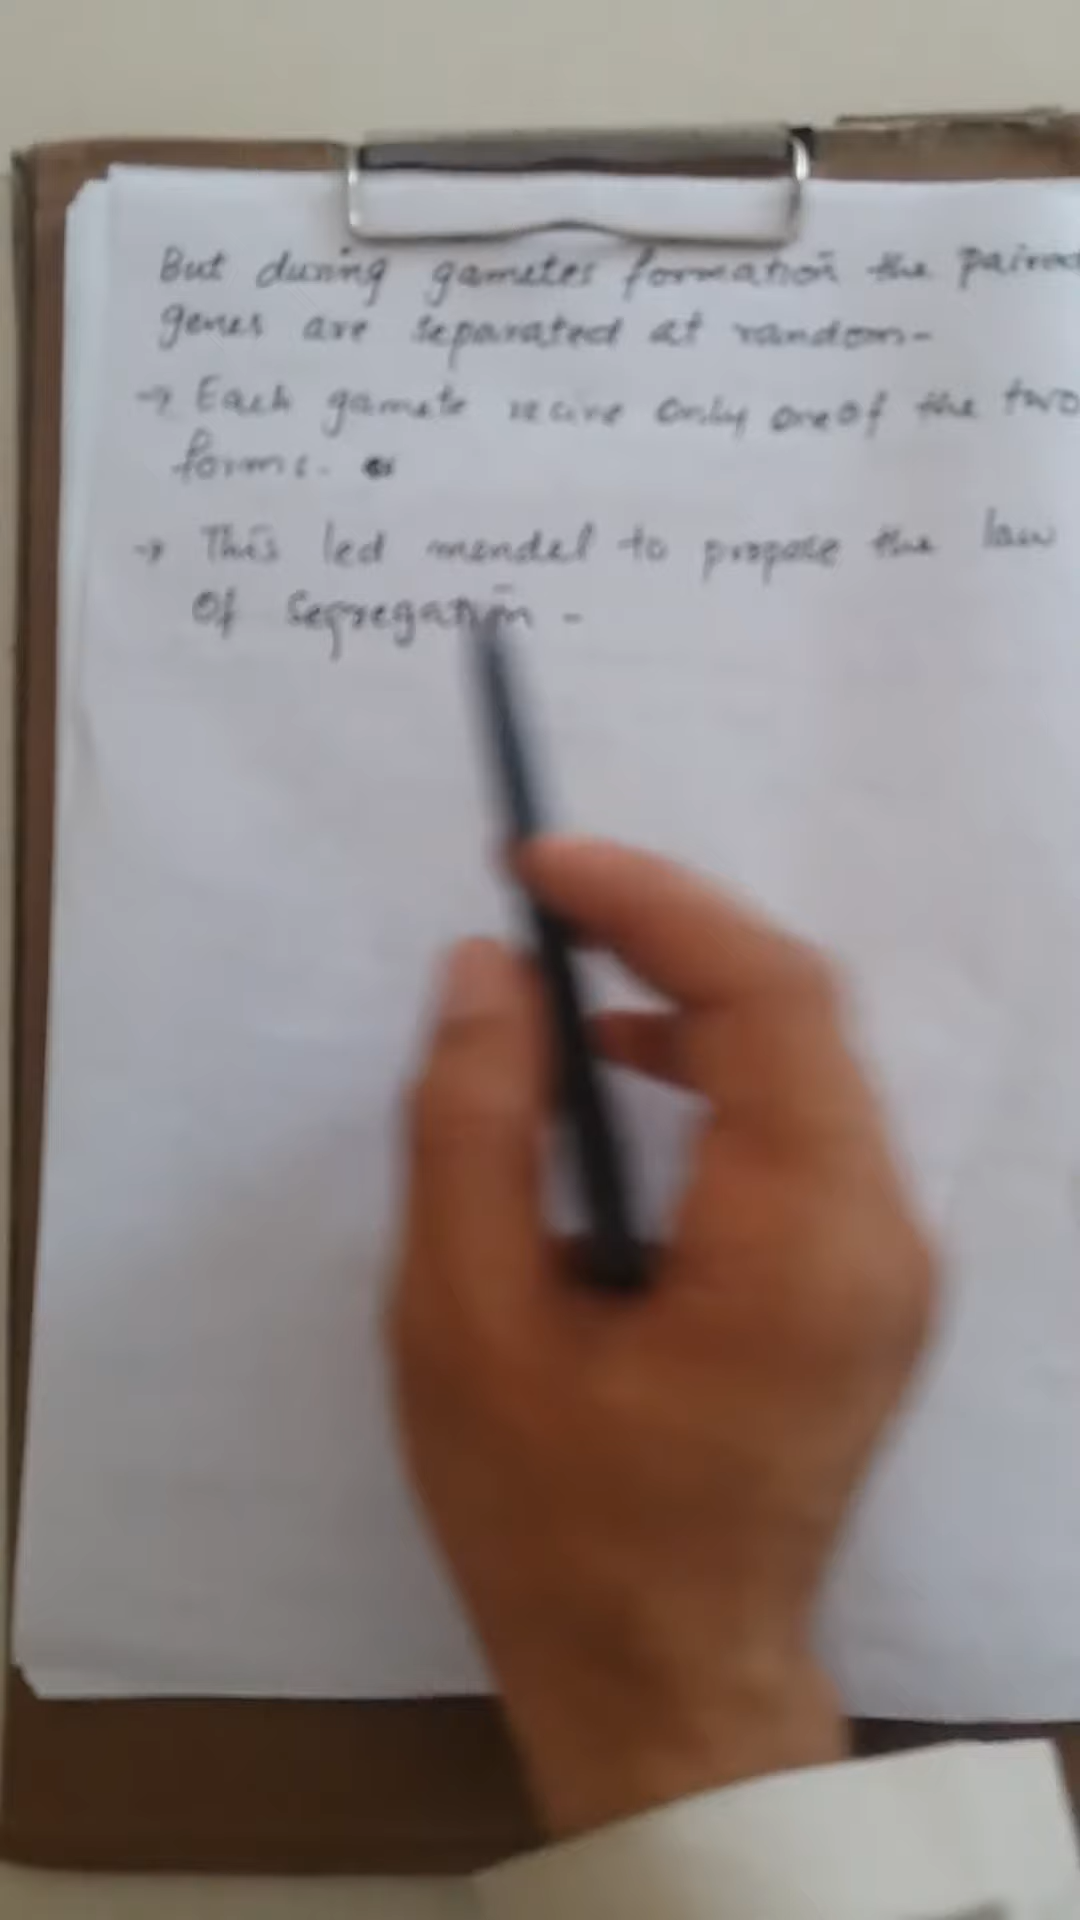 But during gametes formation the paired
genes are separated at random-
→ Each gamete recive only one of the two
forms.
→ This led mendel to propose the law
Of Segregation -